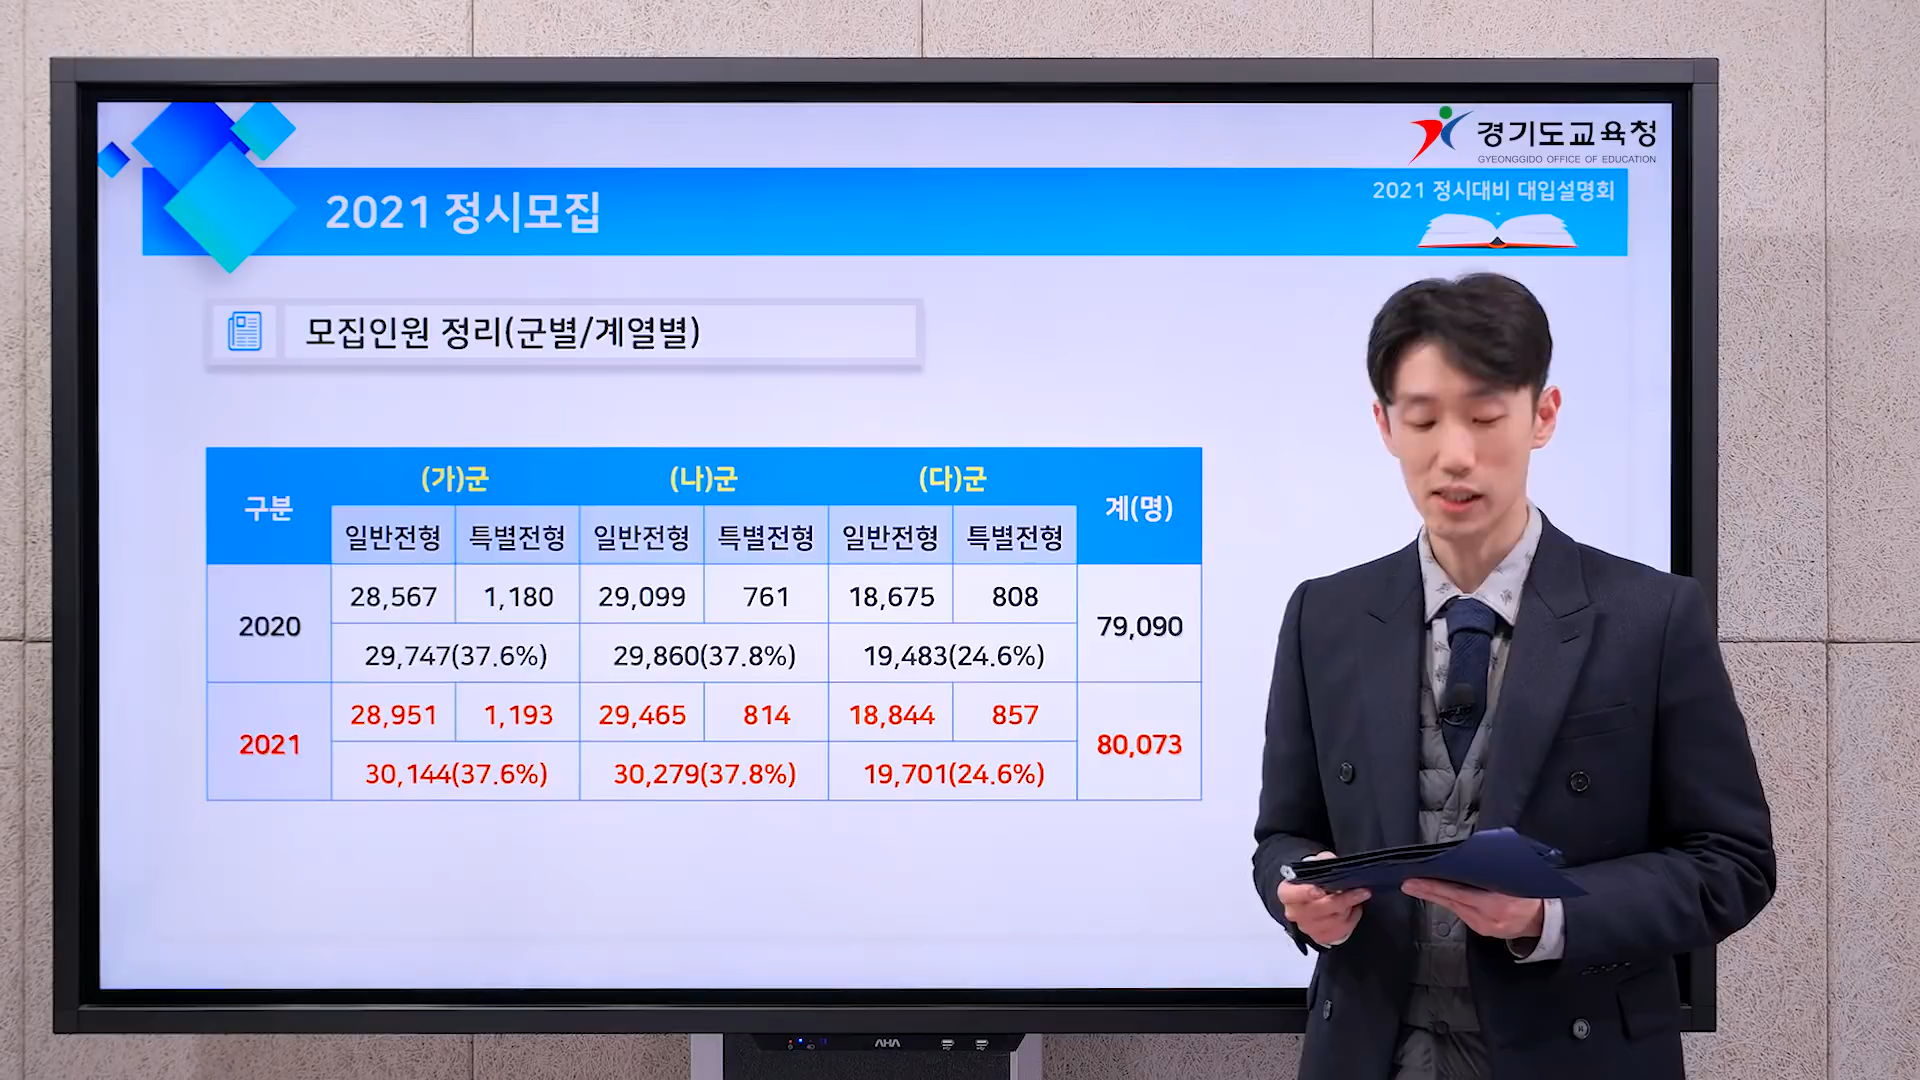 경기도교육청
GYEONGGIDO OFFICE OF EDUCATION
2021 정시모집
2021 정시대비 대입설명회
모집인원 정리(군별/계열별)
구분 (가)군 (나)군 (다)군 계(명)
일반전형 특별전형 일반전형 특별전형 일반전형 특별전형
2020 28,567 1,180 29,099 761 18,675 808 79,090
29,747(37.6%) 29,860(37.8%) 19,483(24.6%)
2021 28,951 1,193 29,465 814 18,844 857 80,073
30,144(37.6%) 30,279(37.8%) 19,701(24.6%)
AHA